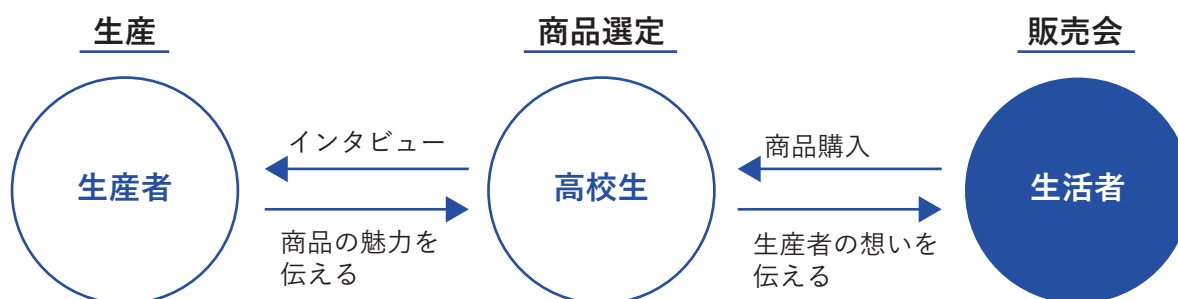 生産
商品選定
販売会
生産者
インタビュー
商品の魅力を
伝える
高校生
商品購入
生産者の想いを
伝える
生活者